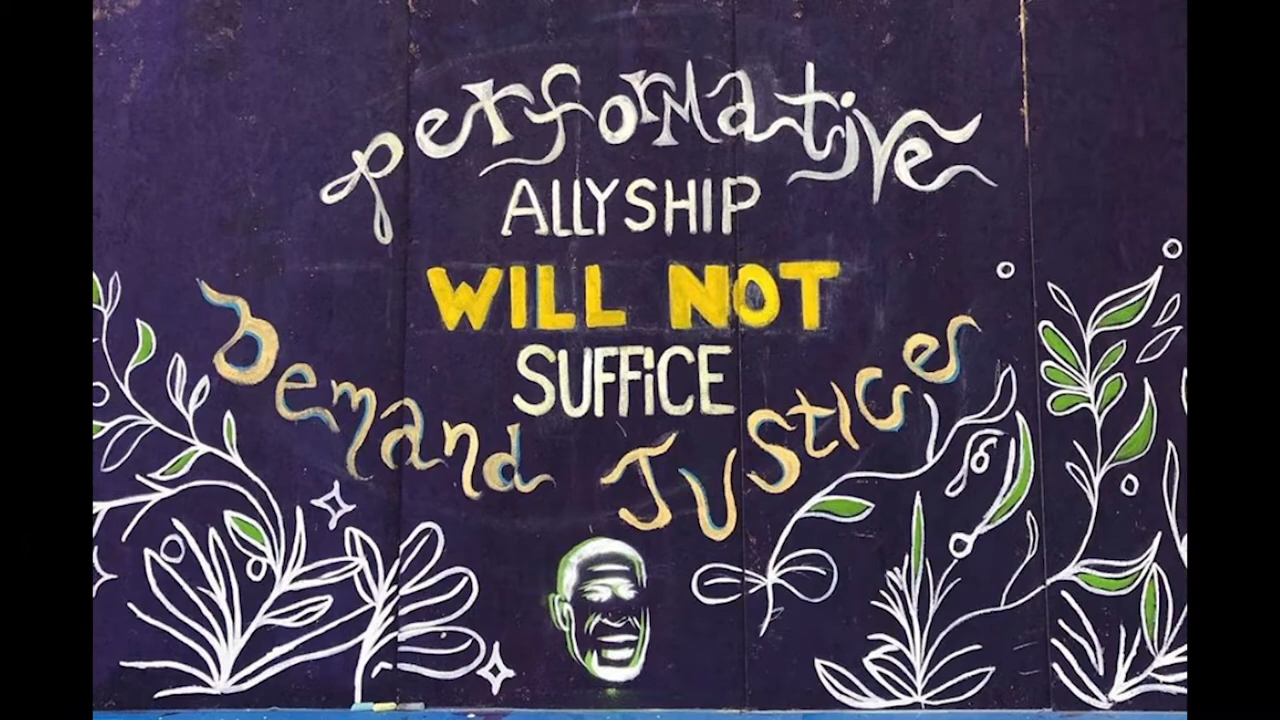 performative
ALLYSHIP
WILL NOT
SUFFiCE
Demand JUStice